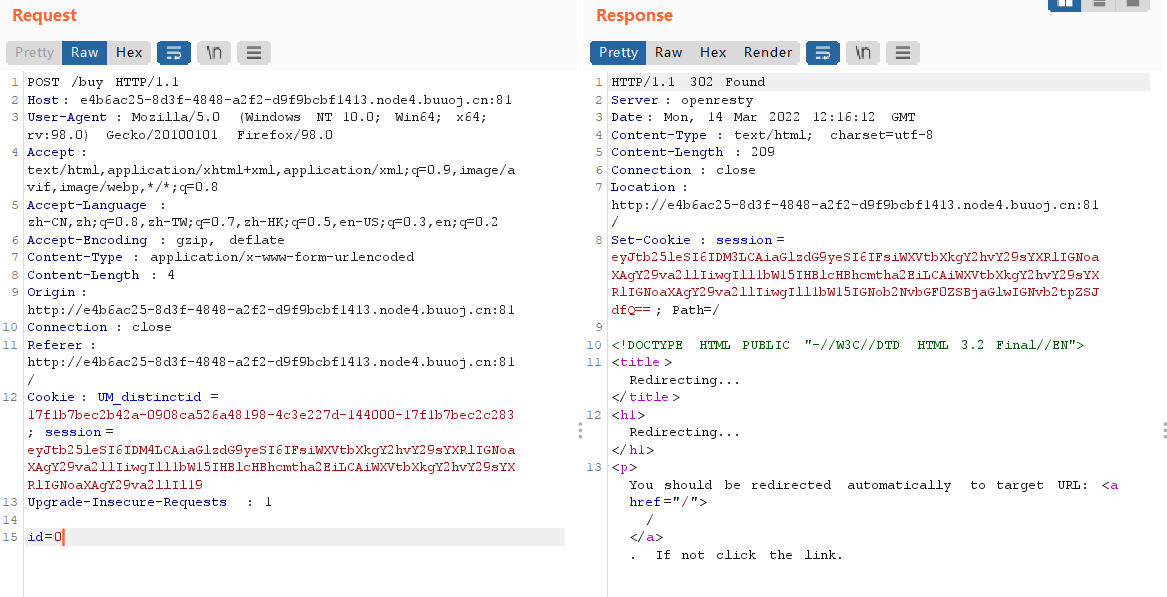 Request
Pretty Raw Hex \n
1 POST /buy HTTP/1.1
2 Host: e4b6ac25-8d3f-4848-a2f2-d9f9bcbf1413.node4.buuoj.cn:81
3 User-Agent: Mozilla/5.0 (Windows NT 10.0; Win64; x64;
rv:98.0) Gecko/20100101 Firefox/98.0
4 Accept:
text/html,application/xhtml+xml,application/xml;q=0.9,image/a
vif,image/webp,*/*;q=0.8
5 Accept-Language :
zh-CN,zh;q=0.8,zh-TW;q=0.7,zh-HK;q=0.5,en-US;q=0.3,en;q=0.2
6 Accept-Encoding : gzip, deflate
7 Content-Type : application/x-www-form-urlencoded
8 Content-Length : 4
9 Origin:
http://e4b6ac25-8d3f-4848-a2f2-d9f9bcbf1413.node4.buuoj.cn:81
10 Connection : close
11 Referer :
http://e4b6ac25-8d3f-4848-a2f2-d9f9bcbf1413.node4.buuoj.cn:81
/
12 Cookie: UM_distinctid =
17f1b7bec2b42a-0908ca526a48198-4c3e227d-144000-17f1b7bec2c283
; session=
eyJtb25leSI6IDM4LCAiaGlzdG9yeSI6IFsiWXVtbXkgY2hvY29sYXRlIGNoa
XAgY29va2llIiwgIll1bW15IHBlcHBhcmtha2EiLCAiWXVtbXkgY2hvY29sYX
RlIGNoaXAgY29va2llIl19
13 Upgrade-Insecure-Requests : 1
14
15 id=0
Response
Pretty Raw Hex Render \n
1 HTTP/1.1 302 Found
2 Server : openresty
3 Date: Mon, 14 Mar 2022 12:16:12 GMT
4 Content-Type : text/html; charset=utf-8
5 Content-Length : 209
6 Connection : close
7 Location :
http://e4b6ac25-8d3f-4848-a2f2-d9f9bcbf1413.node4.buuoj.cn:81
/
8 Set-Cookie : session=
eyJtb25leSI6IDM3LCAiaGlzdG9yeSI6IFsiWXVtbXkgY2hvY29sYXRlIGNoa
XAgY29va2llIiwgIll1bW15IHBlcHBhcmtha2EiLCAiWXVtbXkgY2hvY29sYX
RlIGNoaXAgY29va2llIiwgIll1bW15IGNob2NvbGF0ZSBjaGlwIGNvb2tpZSJ
dfQ== ; Path=/
9
10 <!DOCTYPE HTML PUBLIC "-//W3C//DTD HTML 3.2 Final//EN">
11 <title>
Redirecting...
</title>
12 <h1>
Redirecting...
</h1>
13 <p>
You should be redirected automatically to target URL: <a
href="/">
/
</a>
. If not click the link.